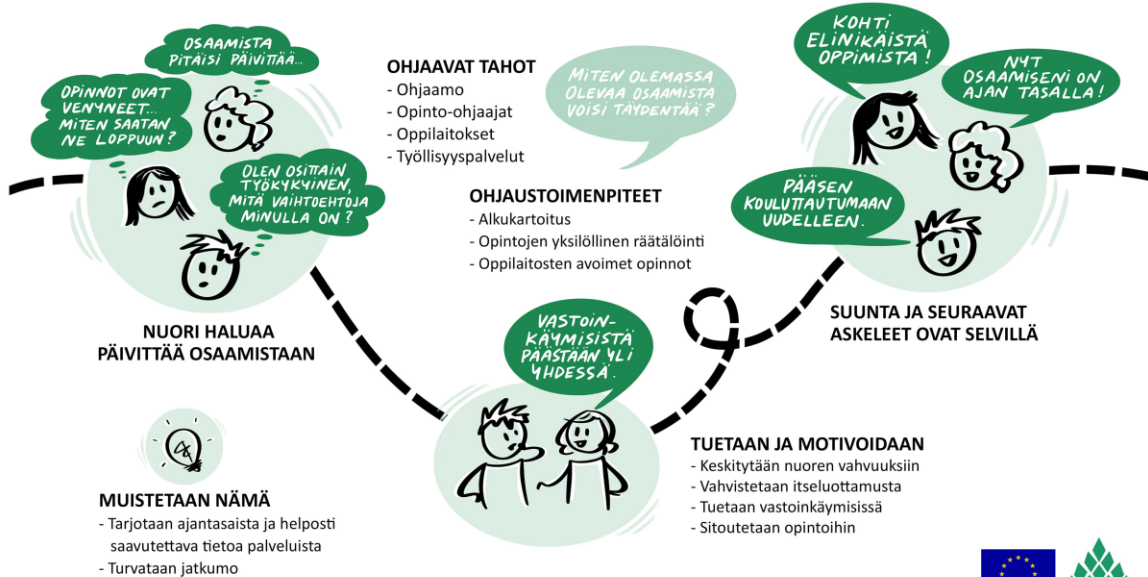 OSAAMISTA
PITÄISI PÄIVITTÄÄ...
OPINNOT OVAT
VENYNEET...
MITEN SAATAN
NE LOPPUUN?
OLEN OSITTAIN
TYÖKYKYINEN,
MITÄ VAIHTOEHTOJA
MINULLA ON?
NUORI HALUAA
PÄIVITTÄÄ OSAAMISTAAN
OHJAAVAT TAHOT
- Ohjaamo
- Opinto-ohjaajat
- Oppilaitokset
- Työllisyyspalvelut
MITEN OLEMASSA
OLEVAA OSAAMISTA
VOISI TÄYDENTÄÄ?
OHJAUSTOIMENPITEET
- Alkukartoitus
- Opintojen yksilöllinen räätälöinti
- Oppilaitosten avoimet opinnot
KOHTI
ELINIKÄISTÄ
OPPIMISTA!
NYT
OSAAMISENI ON
AJAN TASALLA!
PÄÄSEN
KOULUTTAUTUMAAN
UUDELLEEN.
SUUNTA JA SEURAAVAT
ASKELEET OVAT SELVILLÄ
VASTOIN-
KÄYMISISTÄ
PÄÄSTÄÄN YLI
YHDESSÄ.
MUISTETAAN NÄMÄ
- Tarjotaan ajantasaista ja helposti
saavutettava tietoa palveluista
- Turvataan jatkumo
TUETAAN JA MOTIVOIDAAN
- Keskitytään nuoren vahvuuksiin
- Vahvistetaan itseluottamusta
- Tuetaan vastoinkäymisissä
- Sitoutetaan opintoihin